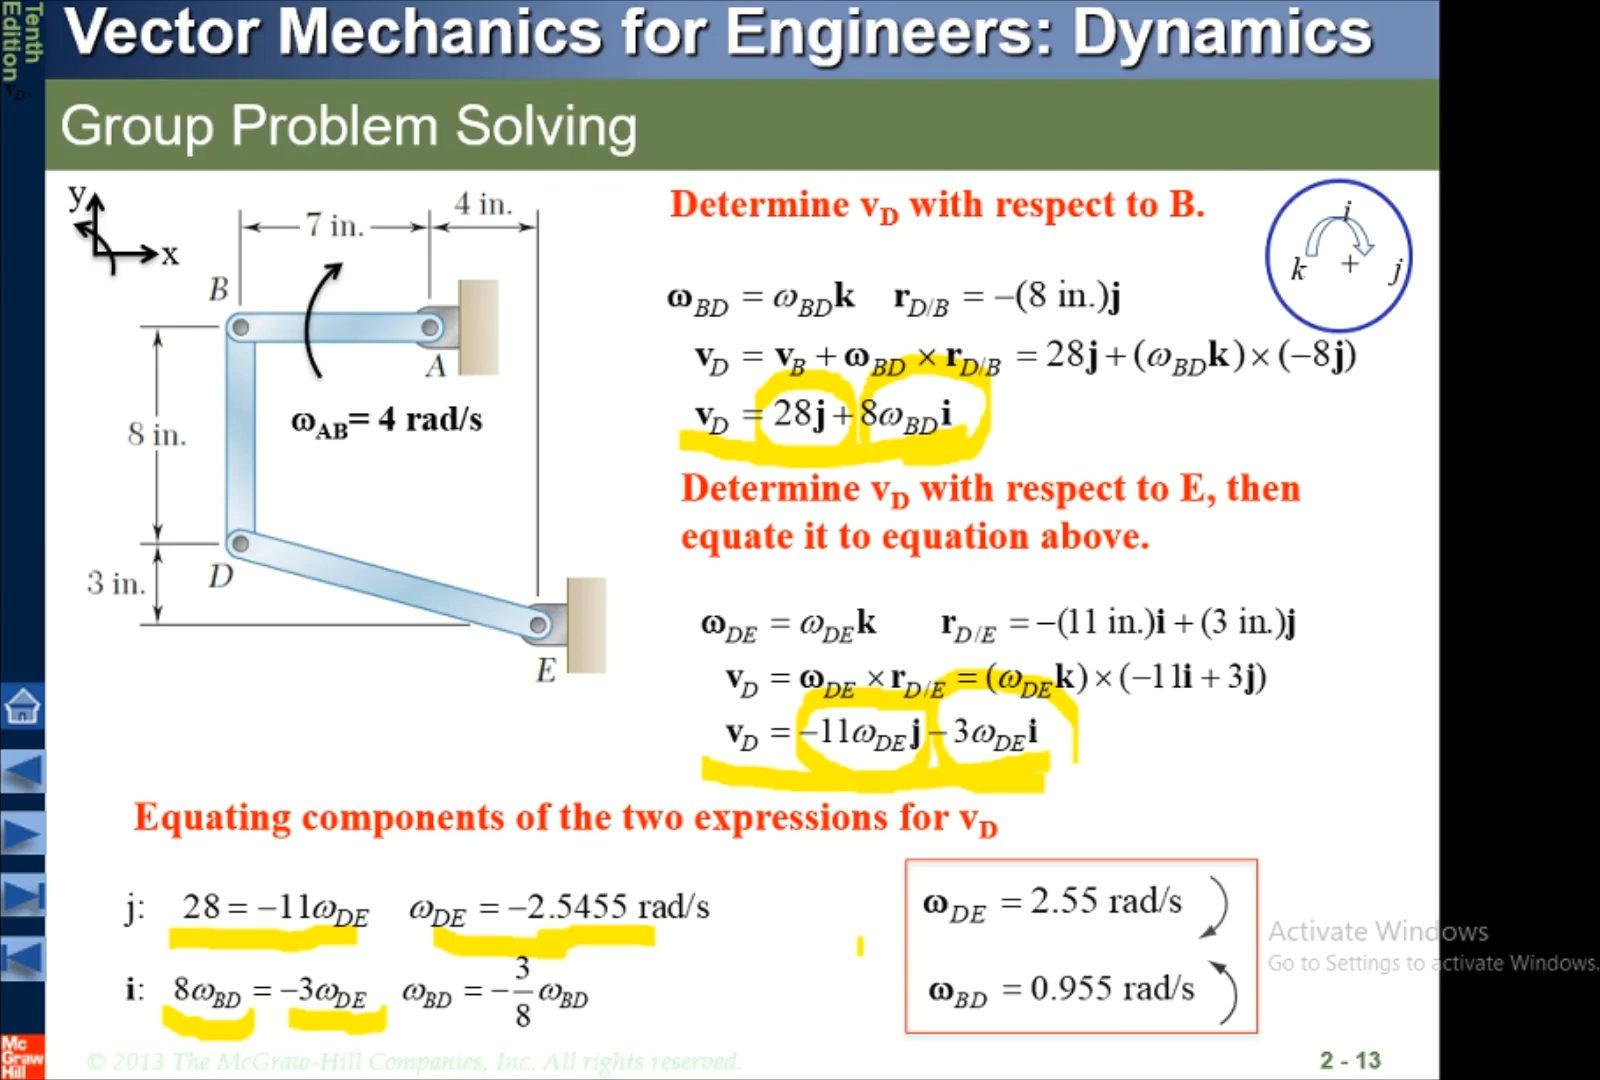 Tenth
Edition
Vector Mechanics for Engineers: Dynamics
Group Problem Solving
y
x
7 in.
4 in.
B
A
ω_AB= 4 rad/s
8 in.
3 in.
D
E
Determine v_D with respect to B.
i
k + j
ω_BD = ω_BD k r_D/B = −(8 in.)j
v_D = v_B + ω_BD × r_D/B = 28j + (ω_BD k) × (−8j)
v_D = 28j + 8ω_BD i
Determine v_D with respect to E, then
equate it to equation above.
ω_DE = ω_DE k r_D/E = −(11 in.)i + (3 in.)j
v_D = ω_DE × r_D/E = (ω_DE k) × (−11i + 3j)
v_D = −11ω_DE j − 3ω_DE i
Equating components of the two expressions for v_D
j: 28 = −11ω_DE ω_DE = −2.5455 rad/s
i: 8ω_BD = −3ω_DE ω_BD = −3/8 ω_BD
ω_DE = 2.55 rad/s
ω_BD = 0.955 rad/s
Activate Windows
Go to Settings to activate Windows.
Mc
Graw
Hill
© 2013 The McGraw-Hill Companies, Inc. All rights reserved.
2 - 13